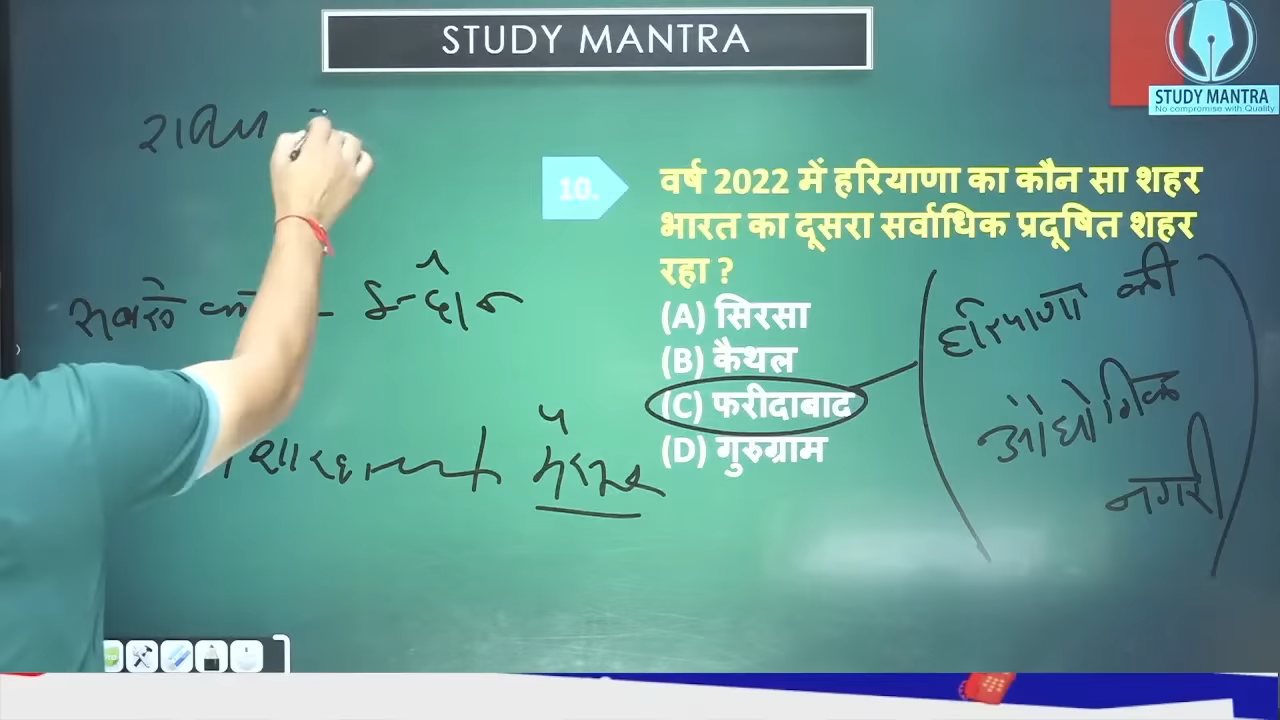 STUDY MANTRA
STUDY MANTRA
No compromise with Quality
10.
वर्ष 2022 में हरियाणा का कौन सा शहर
भारत का दूसरा सर्वाधिक प्रदूषित शहर
रहा ?
(A) सिरसा
(B) कैथल
(C) फरीदाबाद
(D) गुरुग्राम
हरियाणा की
औद्योगिक
नगरी